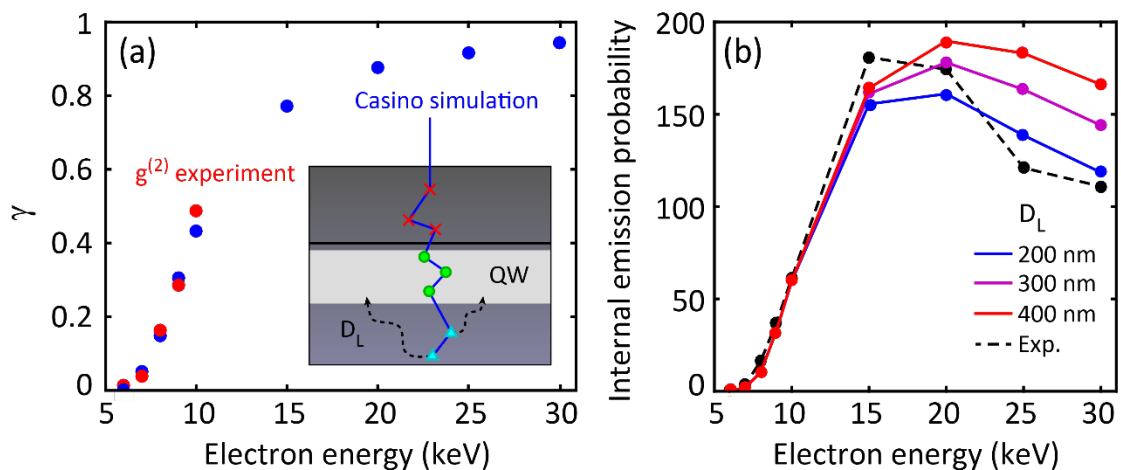 (a)
1
0.8
0.6
0.4
0.2
0
γ
Casino simulation
g(2) experiment
QW
D_L
5 10 15 20 25 30
Electron energy (keV)
(b)
200
150
100
50
0
Internal emission probability
D_L
200 nm
300 nm
400 nm
Exp.
5 10 15 20 25 30
Electron energy (keV)